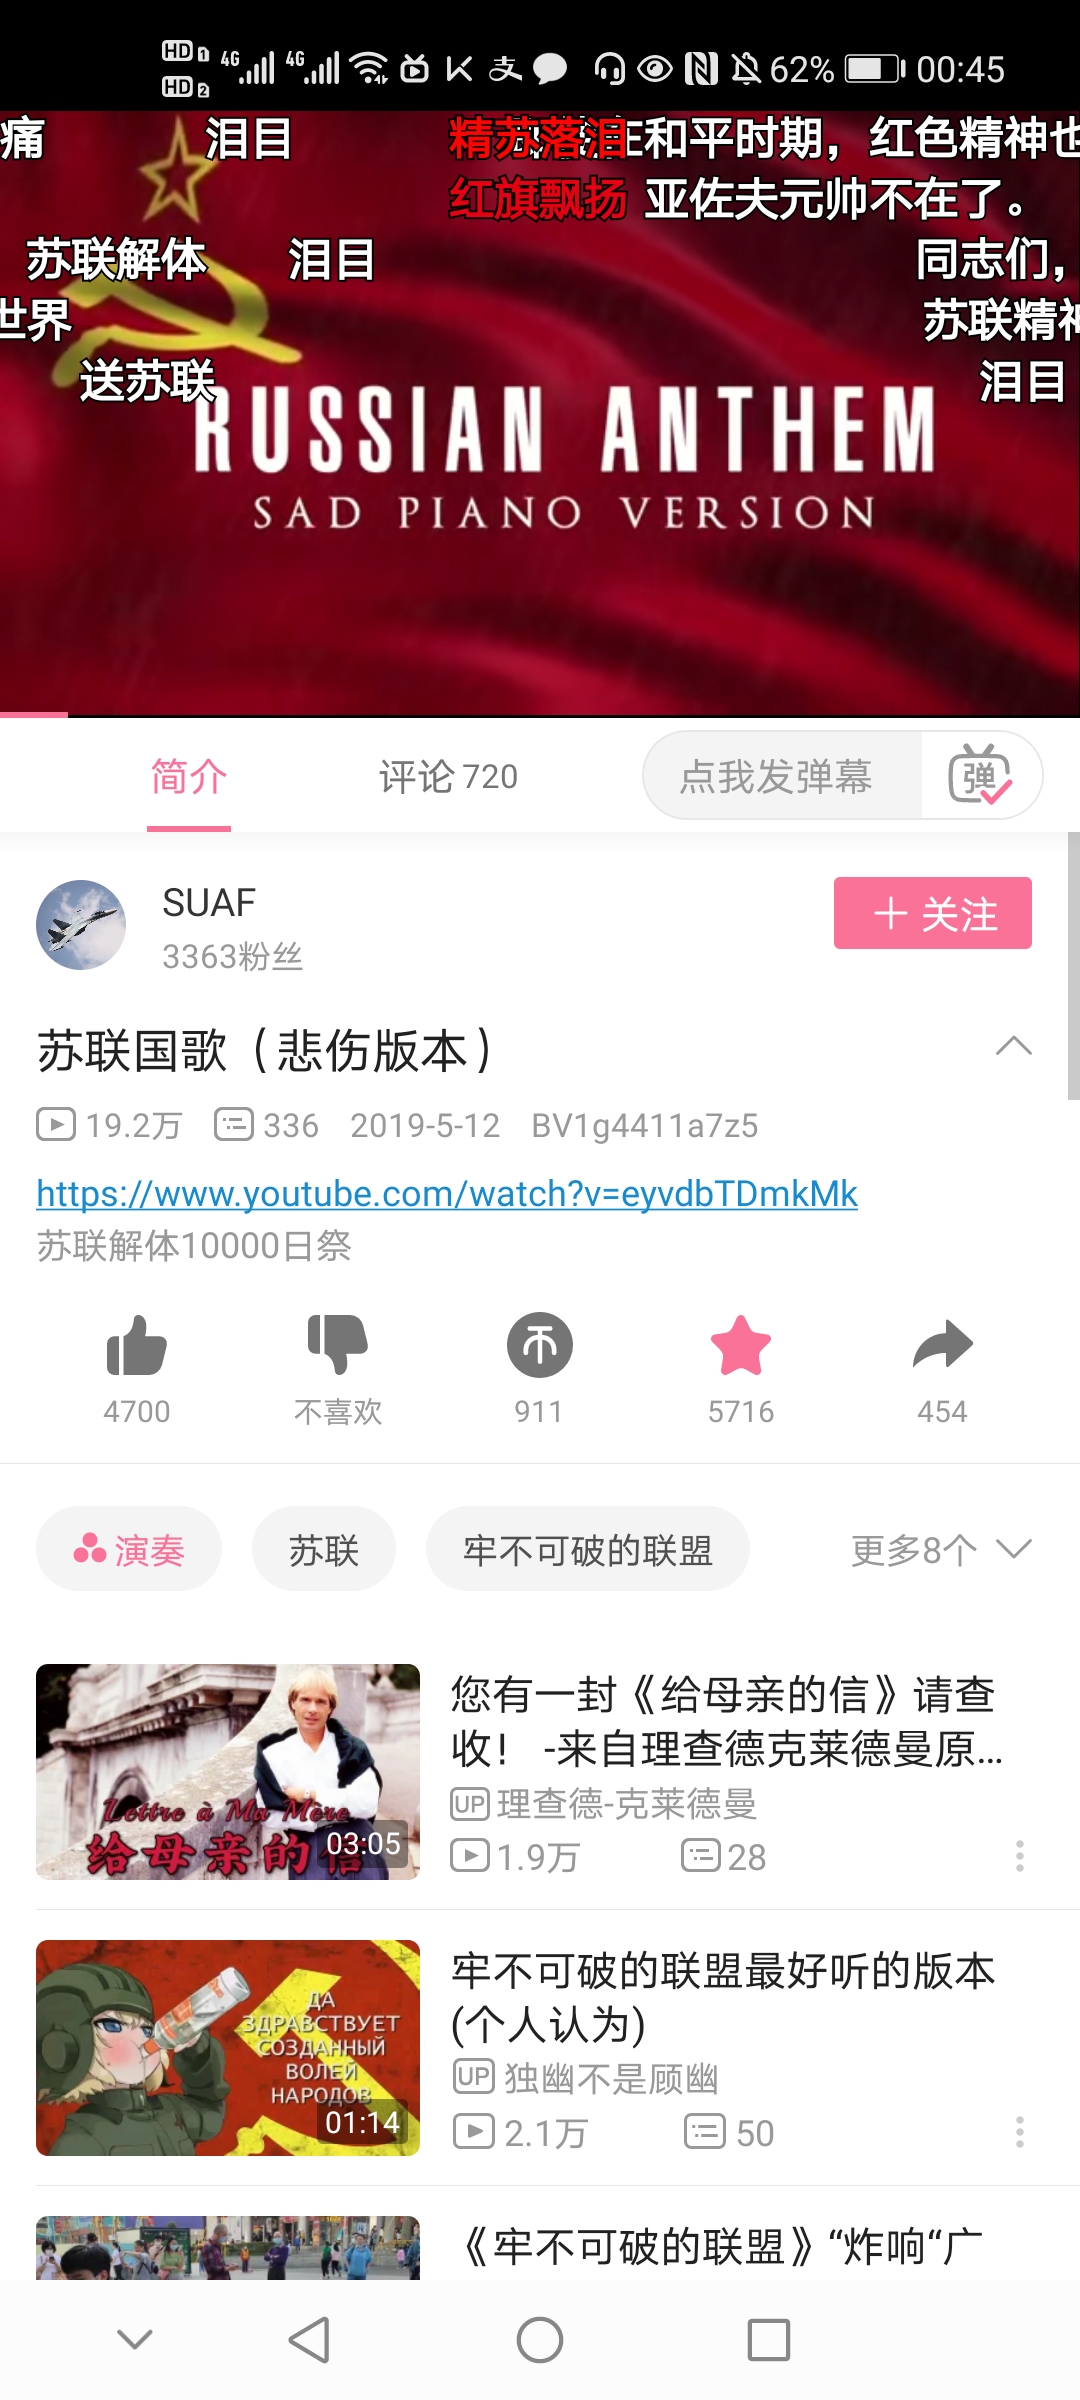 HD 1 4G 4G 62% 00:45
HD 2
痛 泪目 精苏落泪 在和平时期，红色精神也
红旗飘扬 亚佐夫元帅不在了。
苏联解体 泪目 同志们，
世界 苏联精神
送苏联 泪目
RUSSIAN ANTHEM
SAD PIANO VERSION
简介 评论 720 点我发弹幕 弹
SUAF
3363粉丝
＋ 关注
苏联国歌（悲伤版本）
19.2万 336 2019-5-12 BV1g4411a7z5
https://www.youtube.com/watch?v=eyvdbTDmkMk
苏联解体10000日祭
4700 不喜欢 911 5716 454
演奏 苏联 牢不可破的联盟 更多8个
Lettre à Ma Mère
给母亲的信
03:05
您有一封《给母亲的信》请查
收！ -来自理查德克莱德曼原...
UP 理查德-克莱德曼
1.9万 28
ДА
ЗДРАВСТВУЕТ
СОЗДАННЫЙ
ВОЛЕЙ
НАРОДОВ
01:14
牢不可破的联盟最好听的版本
(个人认为)
UP 独幽不是顾幽
2.1万 50
《牢不可破的联盟》“炸响“广